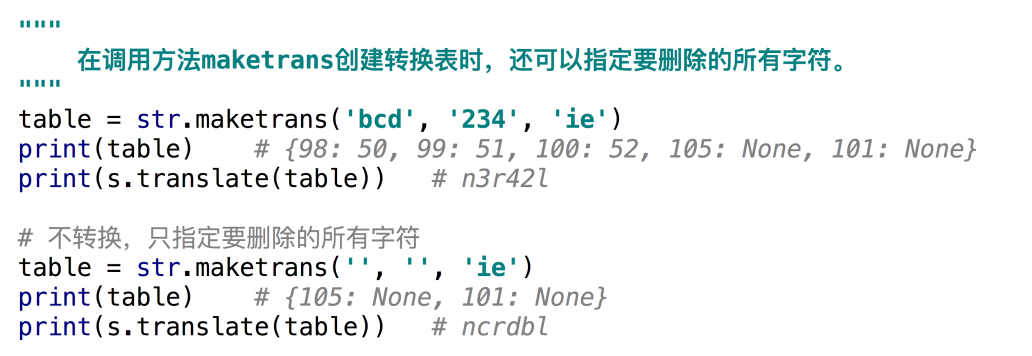 """
    在调用方法maketrans创建转换表时，还可以指定要删除的所有字符。
"""
table = str.maketrans('bcd', '234', 'ie')
print(table)    # {98: 50, 99: 51, 100: 52, 105: None, 101: None}
print(s.translate(table))   # n3r42l

# 不转换，只指定要删除的所有字符
table = str.maketrans('', '', 'ie')
print(table)    # {105: None, 101: None}
print(s.translate(table))   # ncrdbl